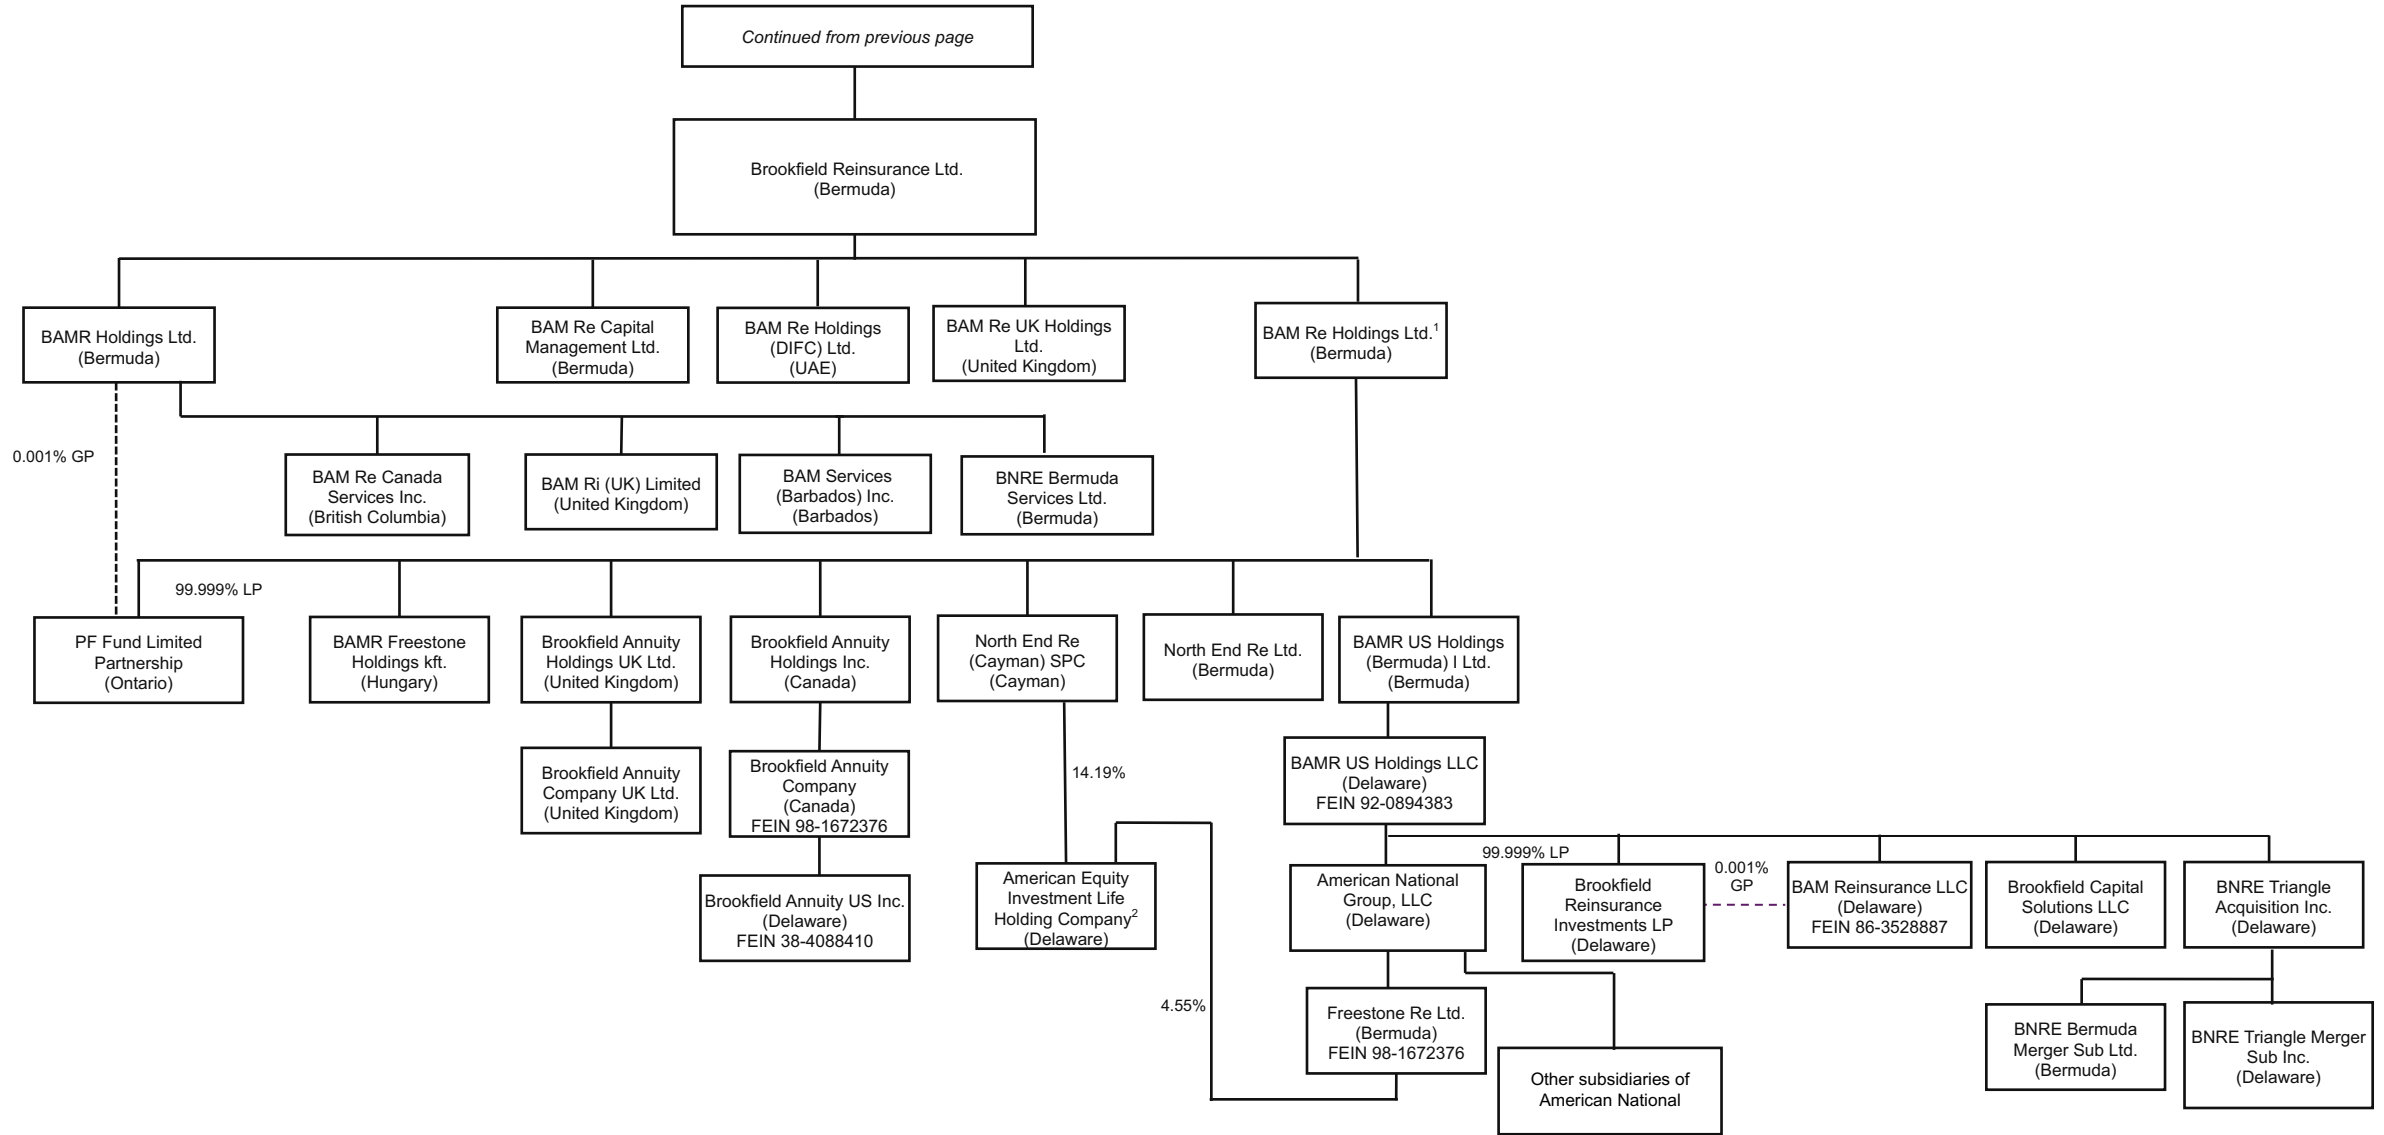 Continued from previous page
Brookfield Reinsurance Ltd.
(Bermuda)
BAMR Holdings Ltd.
(Bermuda)
BAM Re Capital
Management Ltd.
(Bermuda)
BAM Re Holdings
(DIFC) Ltd.
(UAE)
BAM Re UK Holdings
Ltd.
(United Kingdom)
BAM Re Holdings Ltd.1
(Bermuda)
0.001% GP
BAM Re Canada
Services Inc.
(British Columbia)
BAM Ri (UK) Limited
(United Kingdom)
BAM Services
(Barbados) Inc.
(Barbados)
BNRE Bermuda
Services Ltd.
(Bermuda)
99.999% LP
PF Fund Limited
Partnership
(Ontario)
BAMR Freestone
Holdings kft.
(Hungary)
Brookfield Annuity
Holdings UK Ltd.
(United Kingdom)
Brookfield Annuity
Holdings Inc.
(Canada)
North End Re
(Cayman) SPC
(Cayman)
North End Re Ltd.
(Bermuda)
BAMR US Holdings
(Bermuda) I Ltd.
(Bermuda)
Brookfield Annuity
Company UK Ltd.
(United Kingdom)
Brookfield Annuity
Company
(Canada)
FEIN 98-1672376
14.19%
BAMR US Holdings LLC
(Delaware)
FEIN 92-0894383
Brookfield Annuity US Inc.
(Delaware)
FEIN 38-4088410
American Equity
Investment Life
Holding Company2
(Delaware)
American National
Group, LLC
(Delaware)
99.999% LP
Brookfield
Reinsurance
Investments LP
(Delaware)
0.001%
GP
BAM Reinsurance LLC
(Delaware)
FEIN 86-3528887
Brookfield Capital
Solutions LLC
(Delaware)
BNRE Triangle
Acquisition Inc.
(Delaware)
4.55%
Freestone Re Ltd.
(Bermuda)
FEIN 98-1672376
Other subsidiaries of
American National
BNRE Bermuda
Merger Sub Ltd.
(Bermuda)
BNRE Triangle Merger
Sub Inc.
(Delaware)